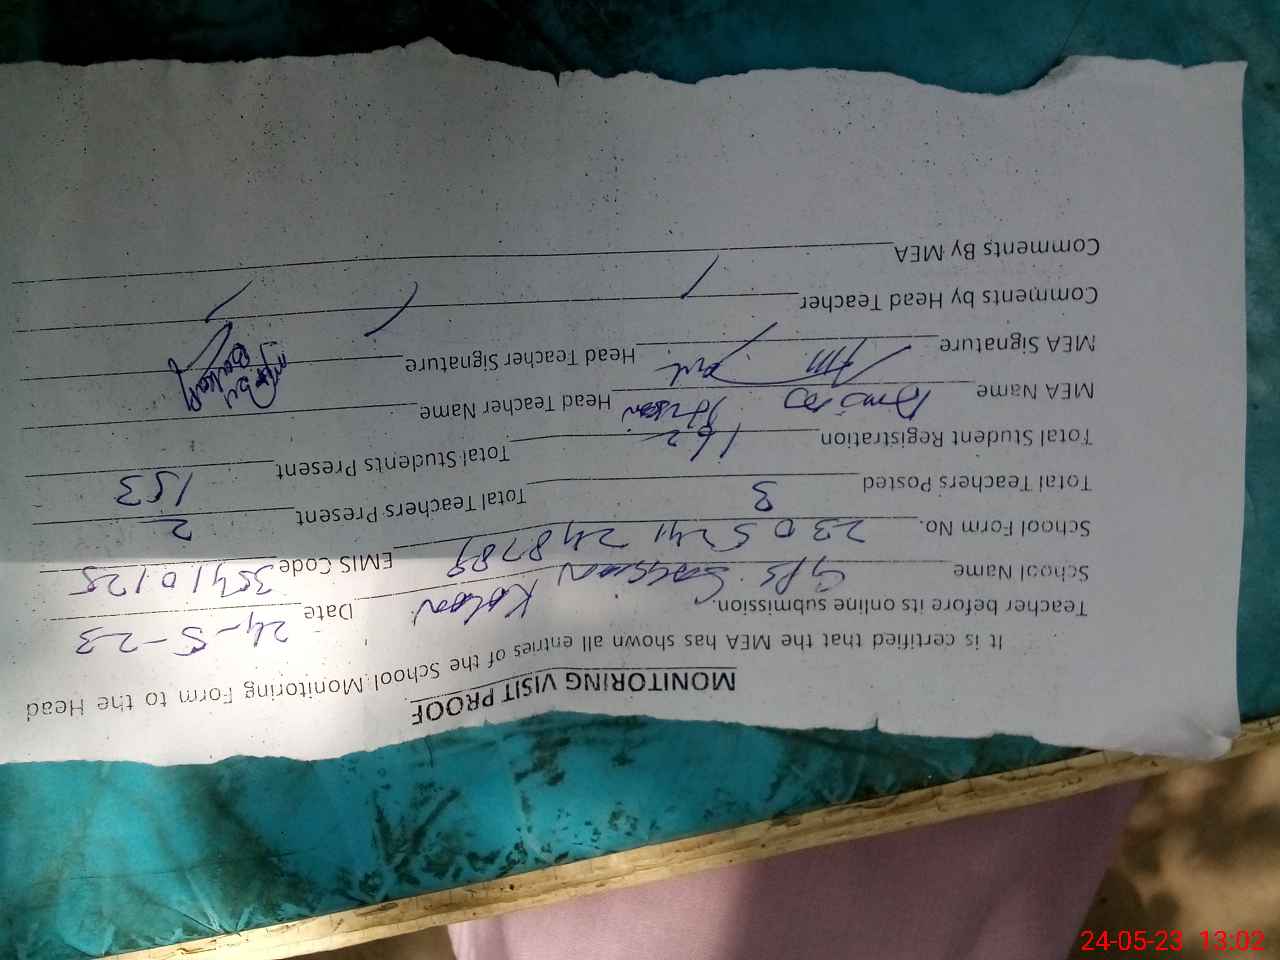 MONITORING VISIT PROOF
It is certified that the MEA has shown all entries of the School Monitoring Form to the Head
Teacher before its online submission. Date 24-5-23
School Name GPS Kalan EMIS Code 35410125
School Form No. 2305241248789 Total Teachers Present 2
Total Teachers Posted 3 Total Students Present 153
Total Student Registration 162 Head Teacher Name
MEA Name Head Teacher Signature
MEA Signature
Comments by Head Teacher
Comments By MEA
24-05-23 13:02